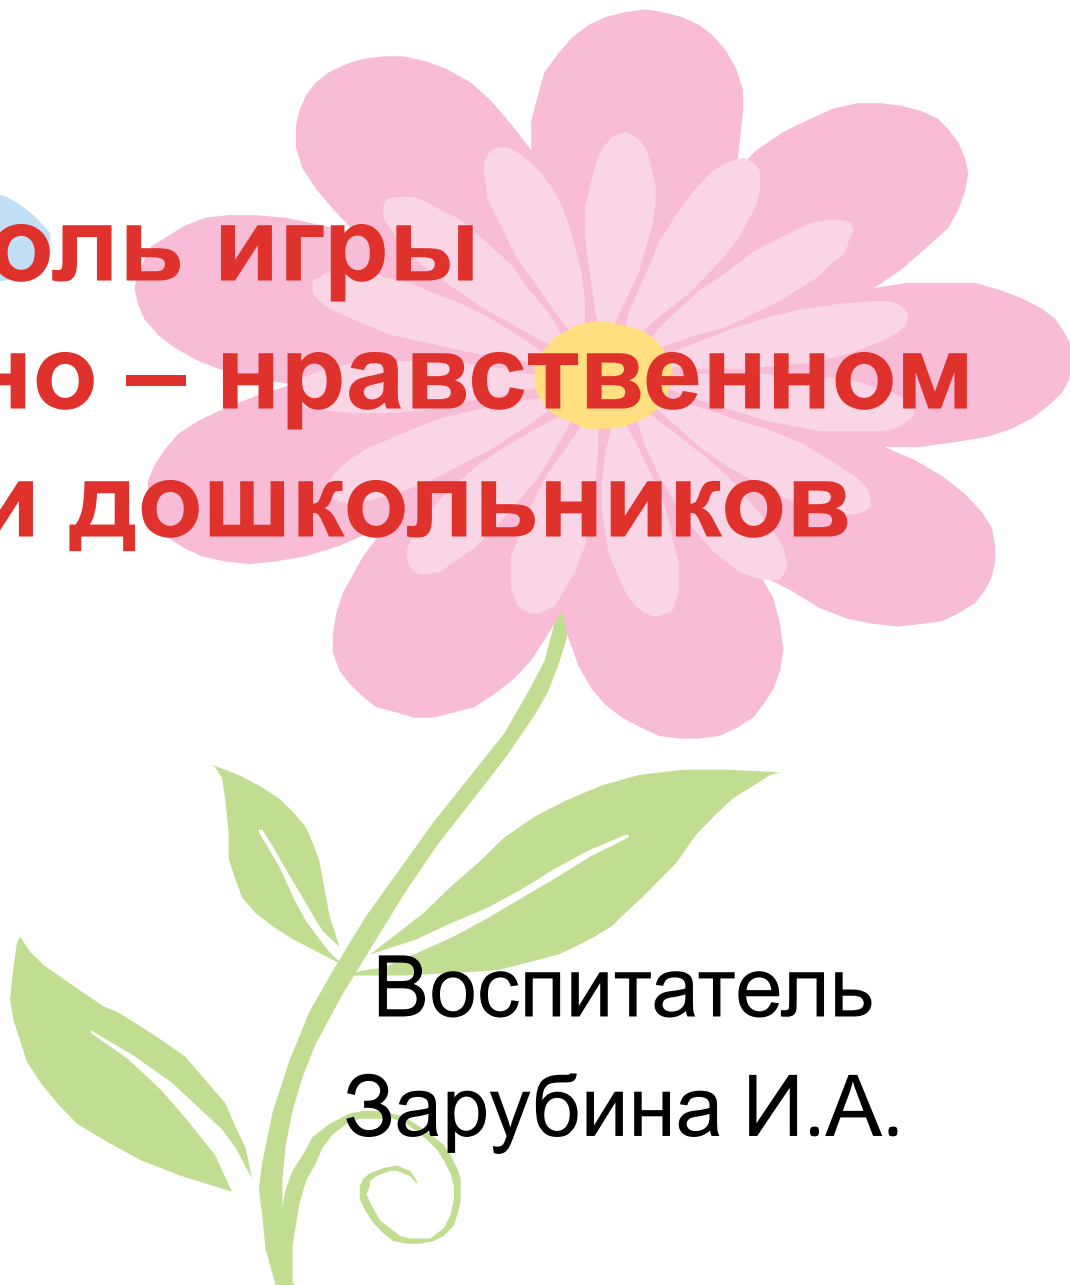 оль игры
но – нравственном
и дошкольников
Воспитатель
Зарубина И.А.